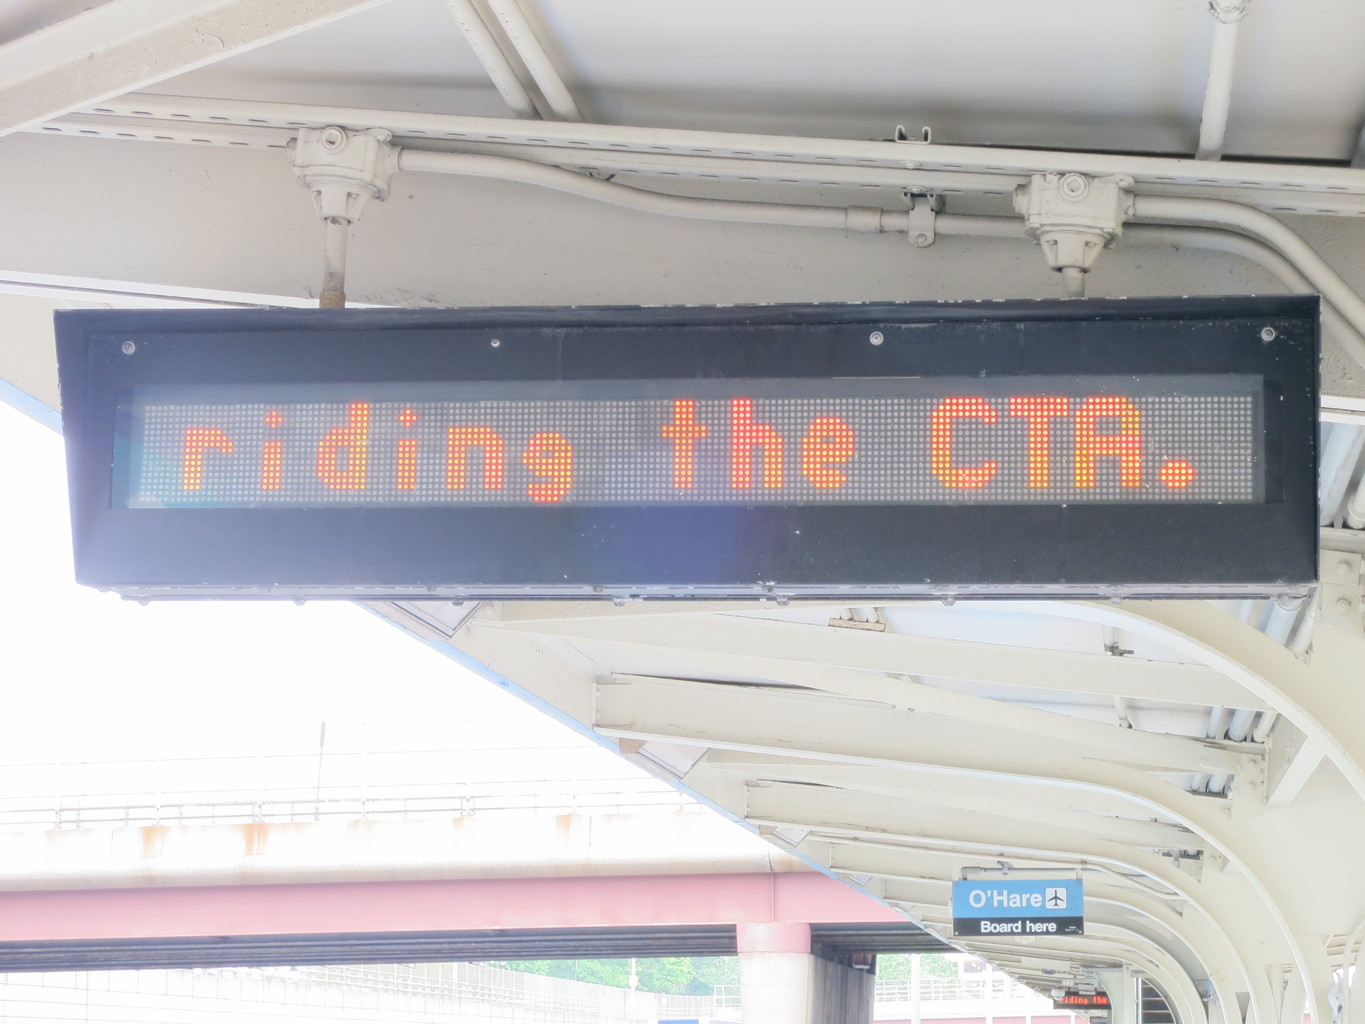 riding the CTA.
O'Hare
Board here
riding the